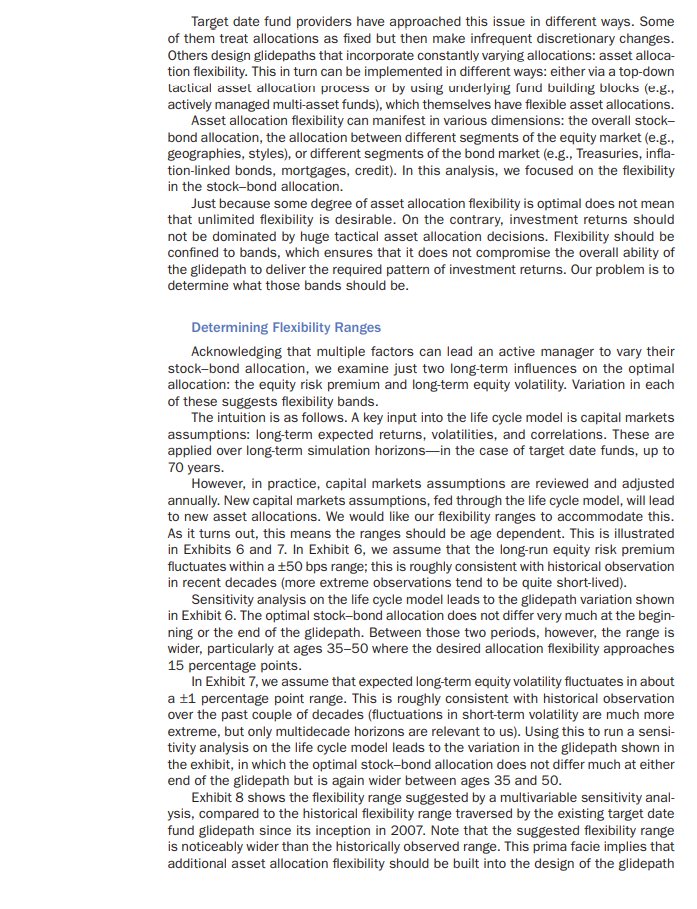 Target date fund providers have approached this issue in different ways. Some
of them treat allocations as fixed but then make infrequent discretionary changes.
Others design glidepaths that incorporate constantly varying allocations: asset alloca-
tion flexibility. This in turn can be implemented in different ways: either via a top-down
tactical asset allocation process or by using underlying fund building blocks (e.g.,
actively managed multi-asset funds), which themselves have flexible asset allocations.
Asset allocation flexibility can manifest in various dimensions: the overall stock–
bond allocation, the allocation between different segments of the equity market (e.g.,
geographies, styles), or different segments of the bond market (e.g., Treasuries, infla-
tion-linked bonds, mortgages, credit). In this analysis, we focused on the flexibility
in the stock–bond allocation.
Just because some degree of asset allocation flexibility is optimal does not mean
that unlimited flexibility is desirable. On the contrary, investment returns should
not be dominated by huge tactical asset allocation decisions. Flexibility should be
confined to bands, which ensures that it does not compromise the overall ability of
the glidepath to deliver the required pattern of investment returns. Our problem is to
determine what those bands should be.
Determining Flexibility Ranges
Acknowledging that multiple factors can lead an active manager to vary their
stock–bond allocation, we examine just two long-term influences on the optimal
allocation: the equity risk premium and long-term equity volatility. Variation in each
of these suggests flexibility bands.
The intuition is as follows. A key input into the life cycle model is capital markets
assumptions: long-term expected returns, volatilities, and correlations. These are
applied over long-term simulation horizons—in the case of target date funds, up to
70 years.
However, in practice, capital markets assumptions are reviewed and adjusted
annually. New capital markets assumptions, fed through the life cycle model, will lead
to new asset allocations. We would like our flexibility ranges to accommodate this.
As it turns out, this means the ranges should be age dependent. This is illustrated
in Exhibits 6 and 7. In Exhibit 6, we assume that the long-run equity risk premium
fluctuates within a ±50 bps range; this is roughly consistent with historical observation
in recent decades (more extreme observations tend to be quite short-lived).
Sensitivity analysis on the life cycle model leads to the glidepath variation shown
in Exhibit 6. The optimal stock–bond allocation does not differ very much at the begin-
ning or the end of the glidepath. Between those two periods, however, the range is
wider, particularly at ages 35–50 where the desired allocation flexibility approaches
15 percentage points.
In Exhibit 7, we assume that expected long-term equity volatility fluctuates in about
a ±1 percentage point range. This is roughly consistent with historical observation
over the past couple of decades (fluctuations in short-term volatility are much more
extreme, but only multidecade horizons are relevant to us). Using this to run a sensi-
tivity analysis on the life cycle model leads to the variation in the glidepath shown in
the exhibit, in which the optimal stock–bond allocation does not differ much at either
end of the glidepath but is again wider between ages 35 and 50.
Exhibit 8 shows the flexibility range suggested by a multivariable sensitivity anal-
ysis, compared to the historical flexibility range traversed by the existing target date
fund glidepath since its inception in 2007. Note that the suggested flexibility range
is noticeably wider than the historically observed range. This prima facie implies that
additional asset allocation flexibility should be built into the design of the glidepath